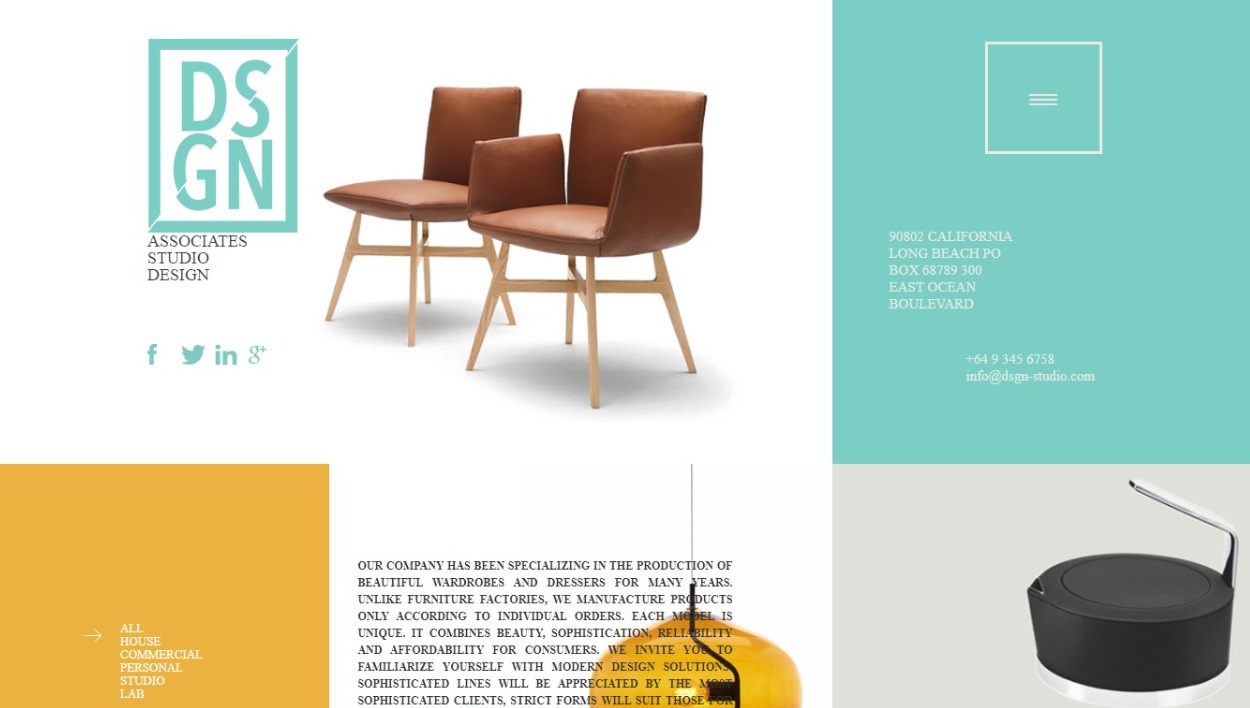 DS
GN
ASSOCIATES
STUDIO
DESIGN
90802 CALIFORNIA
LONG BEACH PO
BOX 68789 300
EAST OCEAN
BOULEVARD
+64 9 345 6758
info@dsgn-studio.com
ALL
HOUSE
COMMERCIAL
PERSONAL
STUDIO
LAB
OUR COMPANY HAS BEEN SPECIALIZING IN THE PRODUCTION OF
BEAUTIFUL WARDROBES AND DRESSERS FOR MANY YEARS.
UNLIKE FURNITURE FACTORIES, WE MANUFACTURE PRODUCTS
ONLY ACCORDING TO INDIVIDUAL ORDERS. EACH MODEL IS
UNIQUE. IT COMBINES BEAUTY, SOPHISTICATION, RELIABILITY
AND AFFORDABILITY FOR CONSUMERS. WE INVITE YOU TO
FAMILIARIZE YOURSELF WITH MODERN DESIGN SOLUTIONS.
SOPHISTICATED LINES WILL BE APPRECIATED BY THE MOST
SOPHISTICATED CLIENTS, STRICT FORMS WILL SUIT THOSE FOR